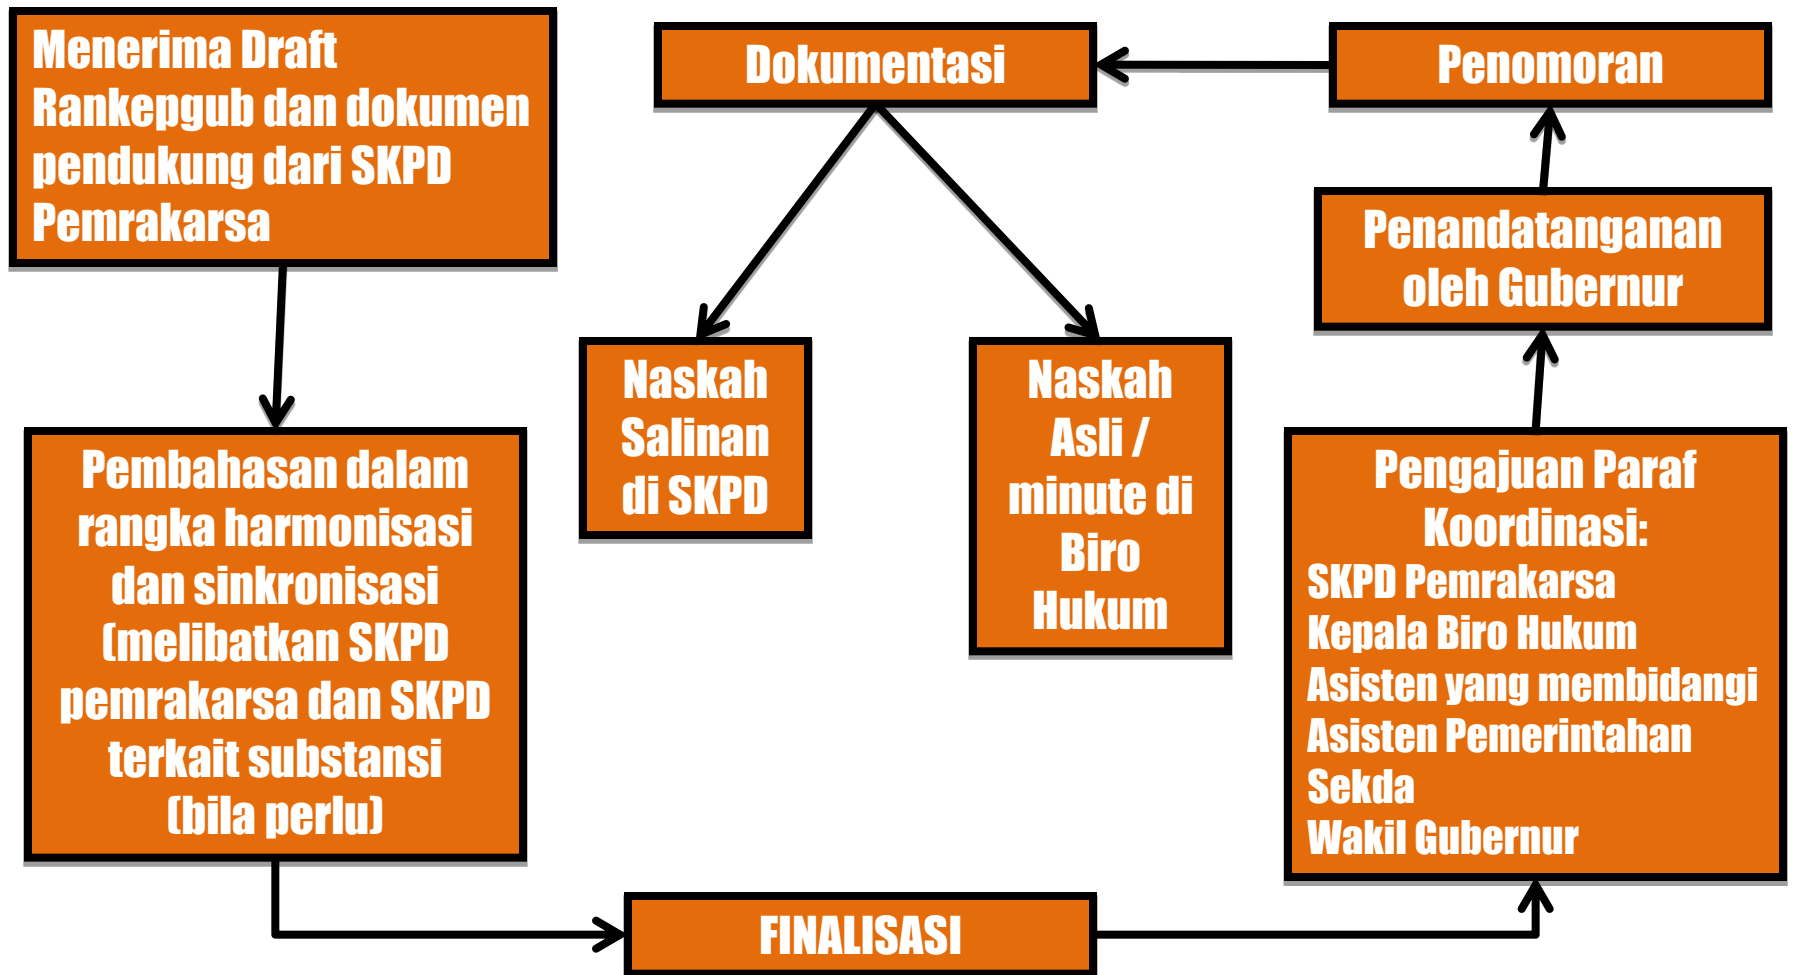 Menerima Draft
Rankepgub dan dokumen
pendukung dari SKPD
Pemrakarsa
Pembahasan dalam
rangka harmonisasi
dan sinkronisasi
(melibatkan SKPD
pemrakarsa dan SKPD
terkait substansi
(bila perlu)
FINALISASI
Pengajuan Paraf
Koordinasi:
SKPD Pemrakarsa
Kepala Biro Hukum
Asisten yang membidangi
Asisten Pemerintahan
Sekda
Wakil Gubernur
Penandatanganan
oleh Gubernur
Penomoran
Dokumentasi
Naskah
Salinan
di SKPD
Naskah
Asli /
minute di
Biro
Hukum